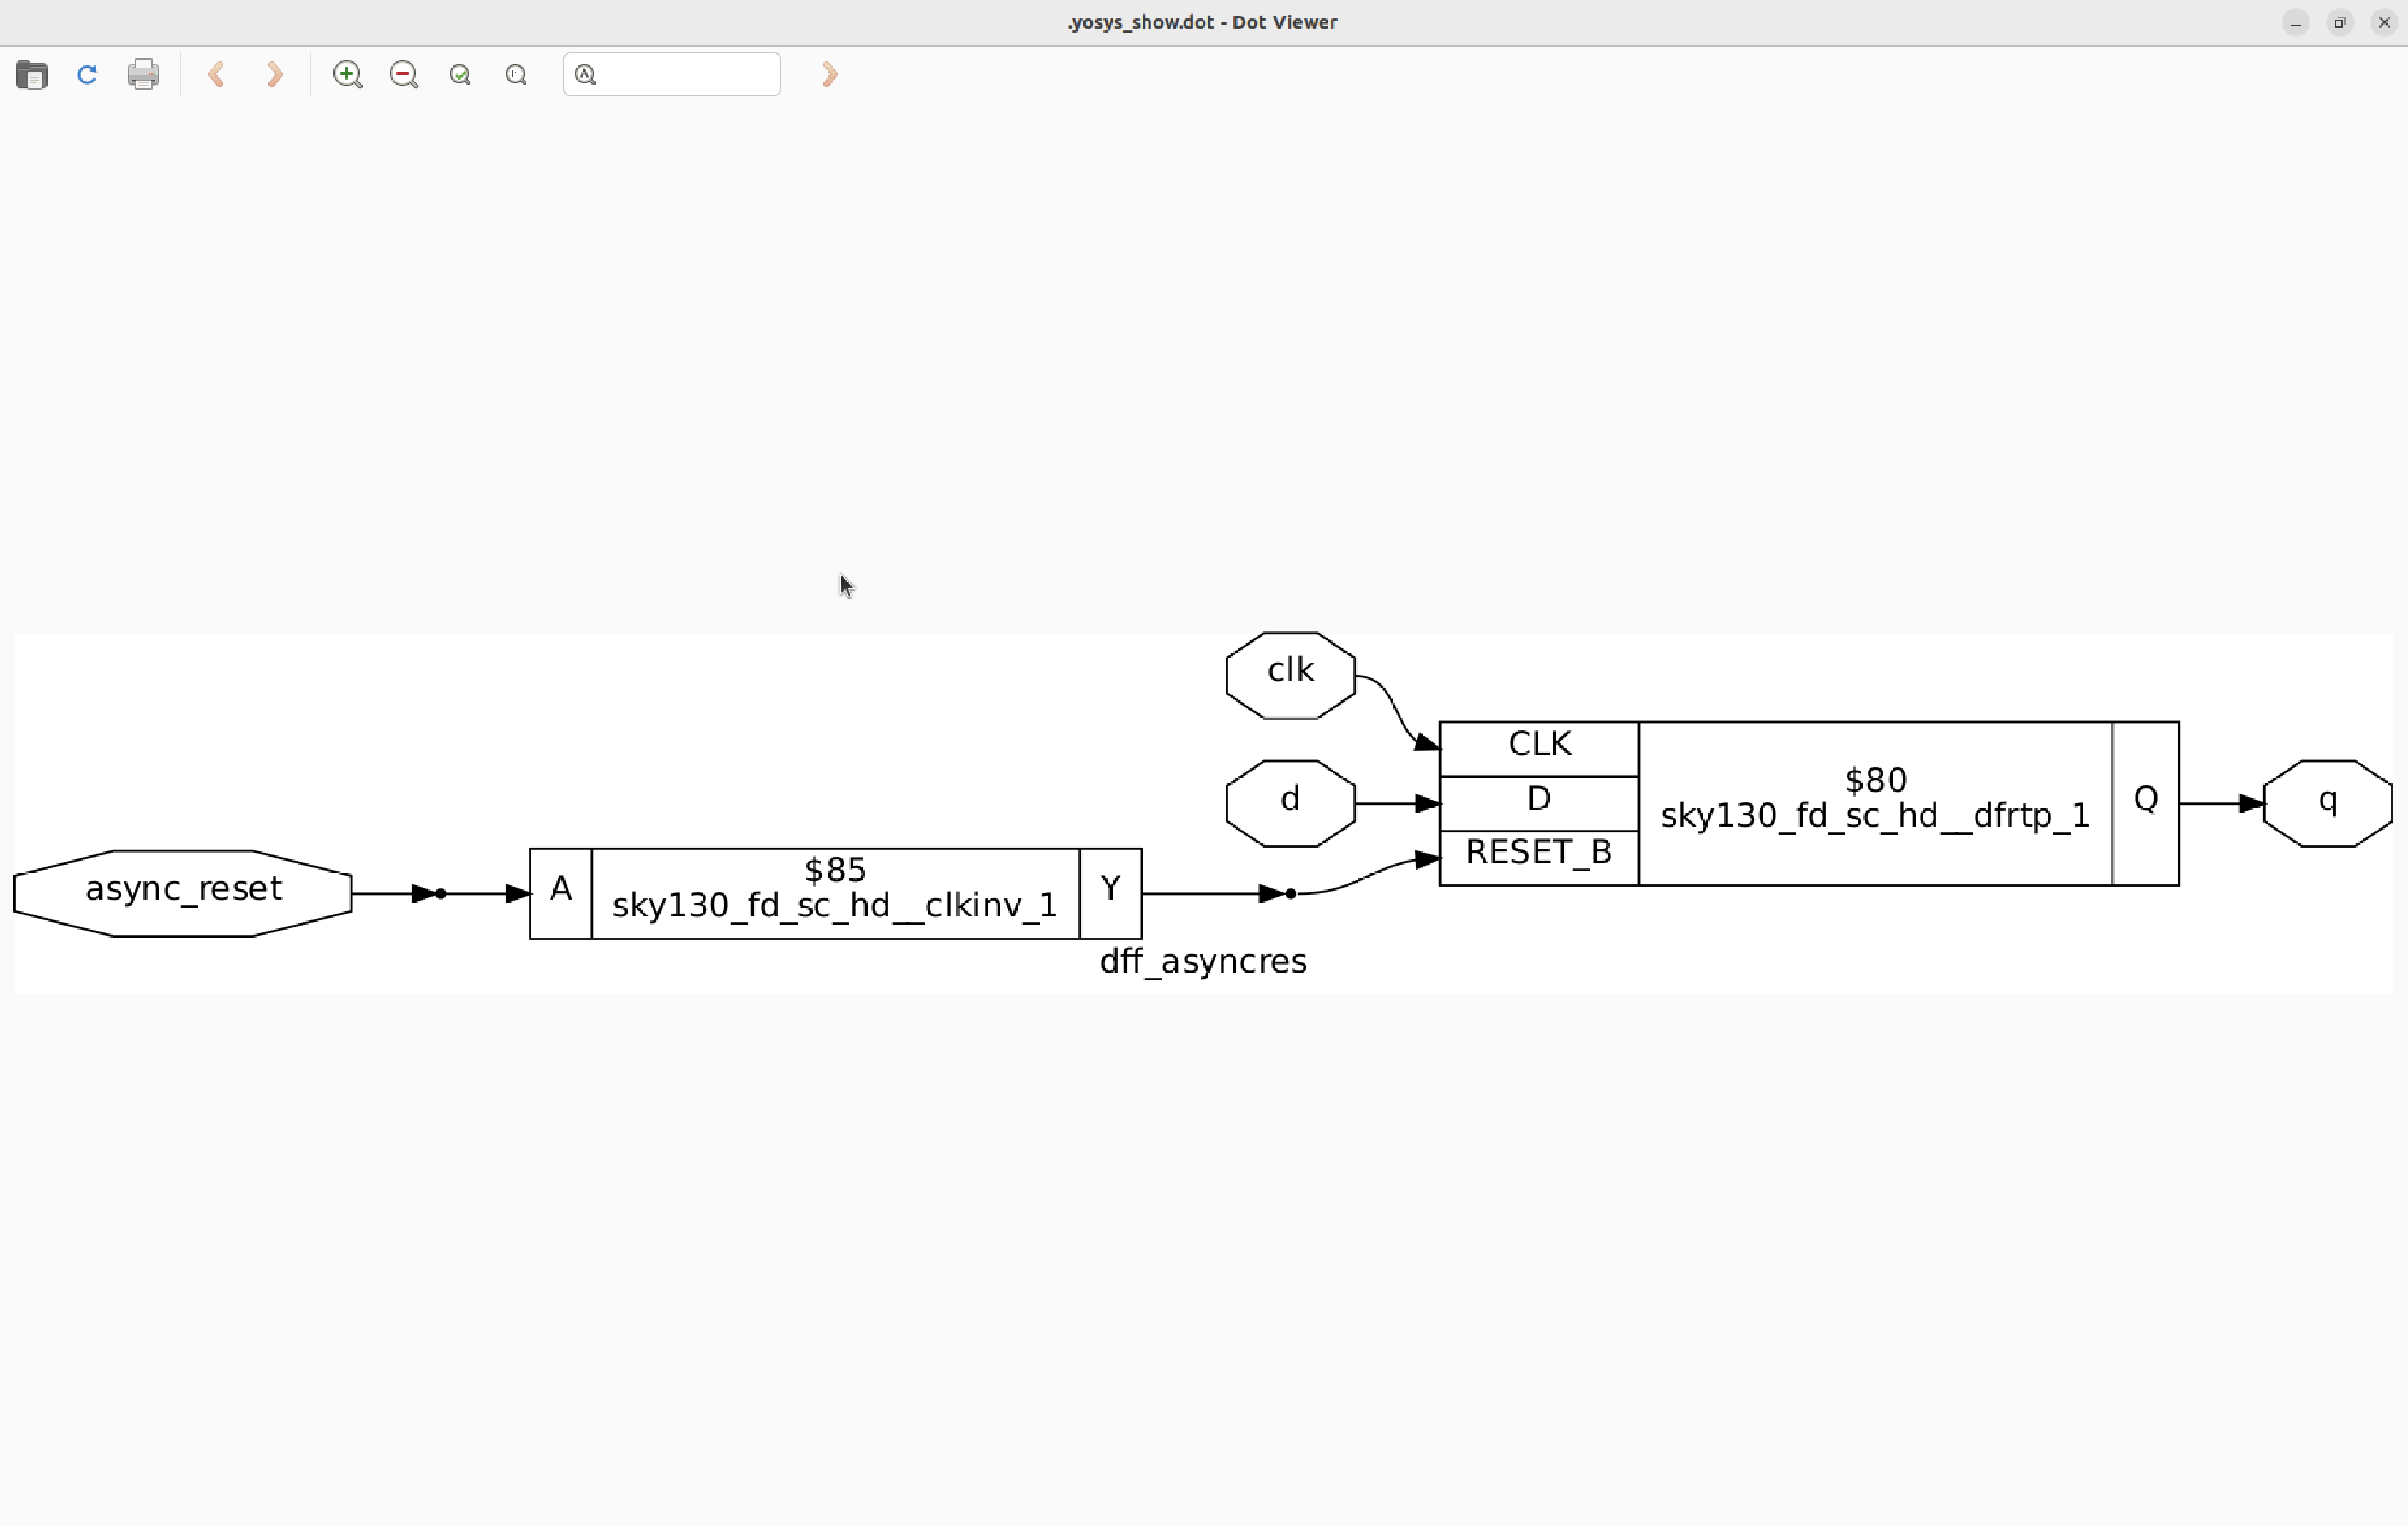 .yosys_show.dot - Dot Viewer
clk
d
async_reset
A
$85
sky130_fd_sc_hd__clkinv_1
Y
CLK
D
RESET_B
$80
sky130_fd_sc_hd__dfrtp_1
Q
q
dff_asyncres